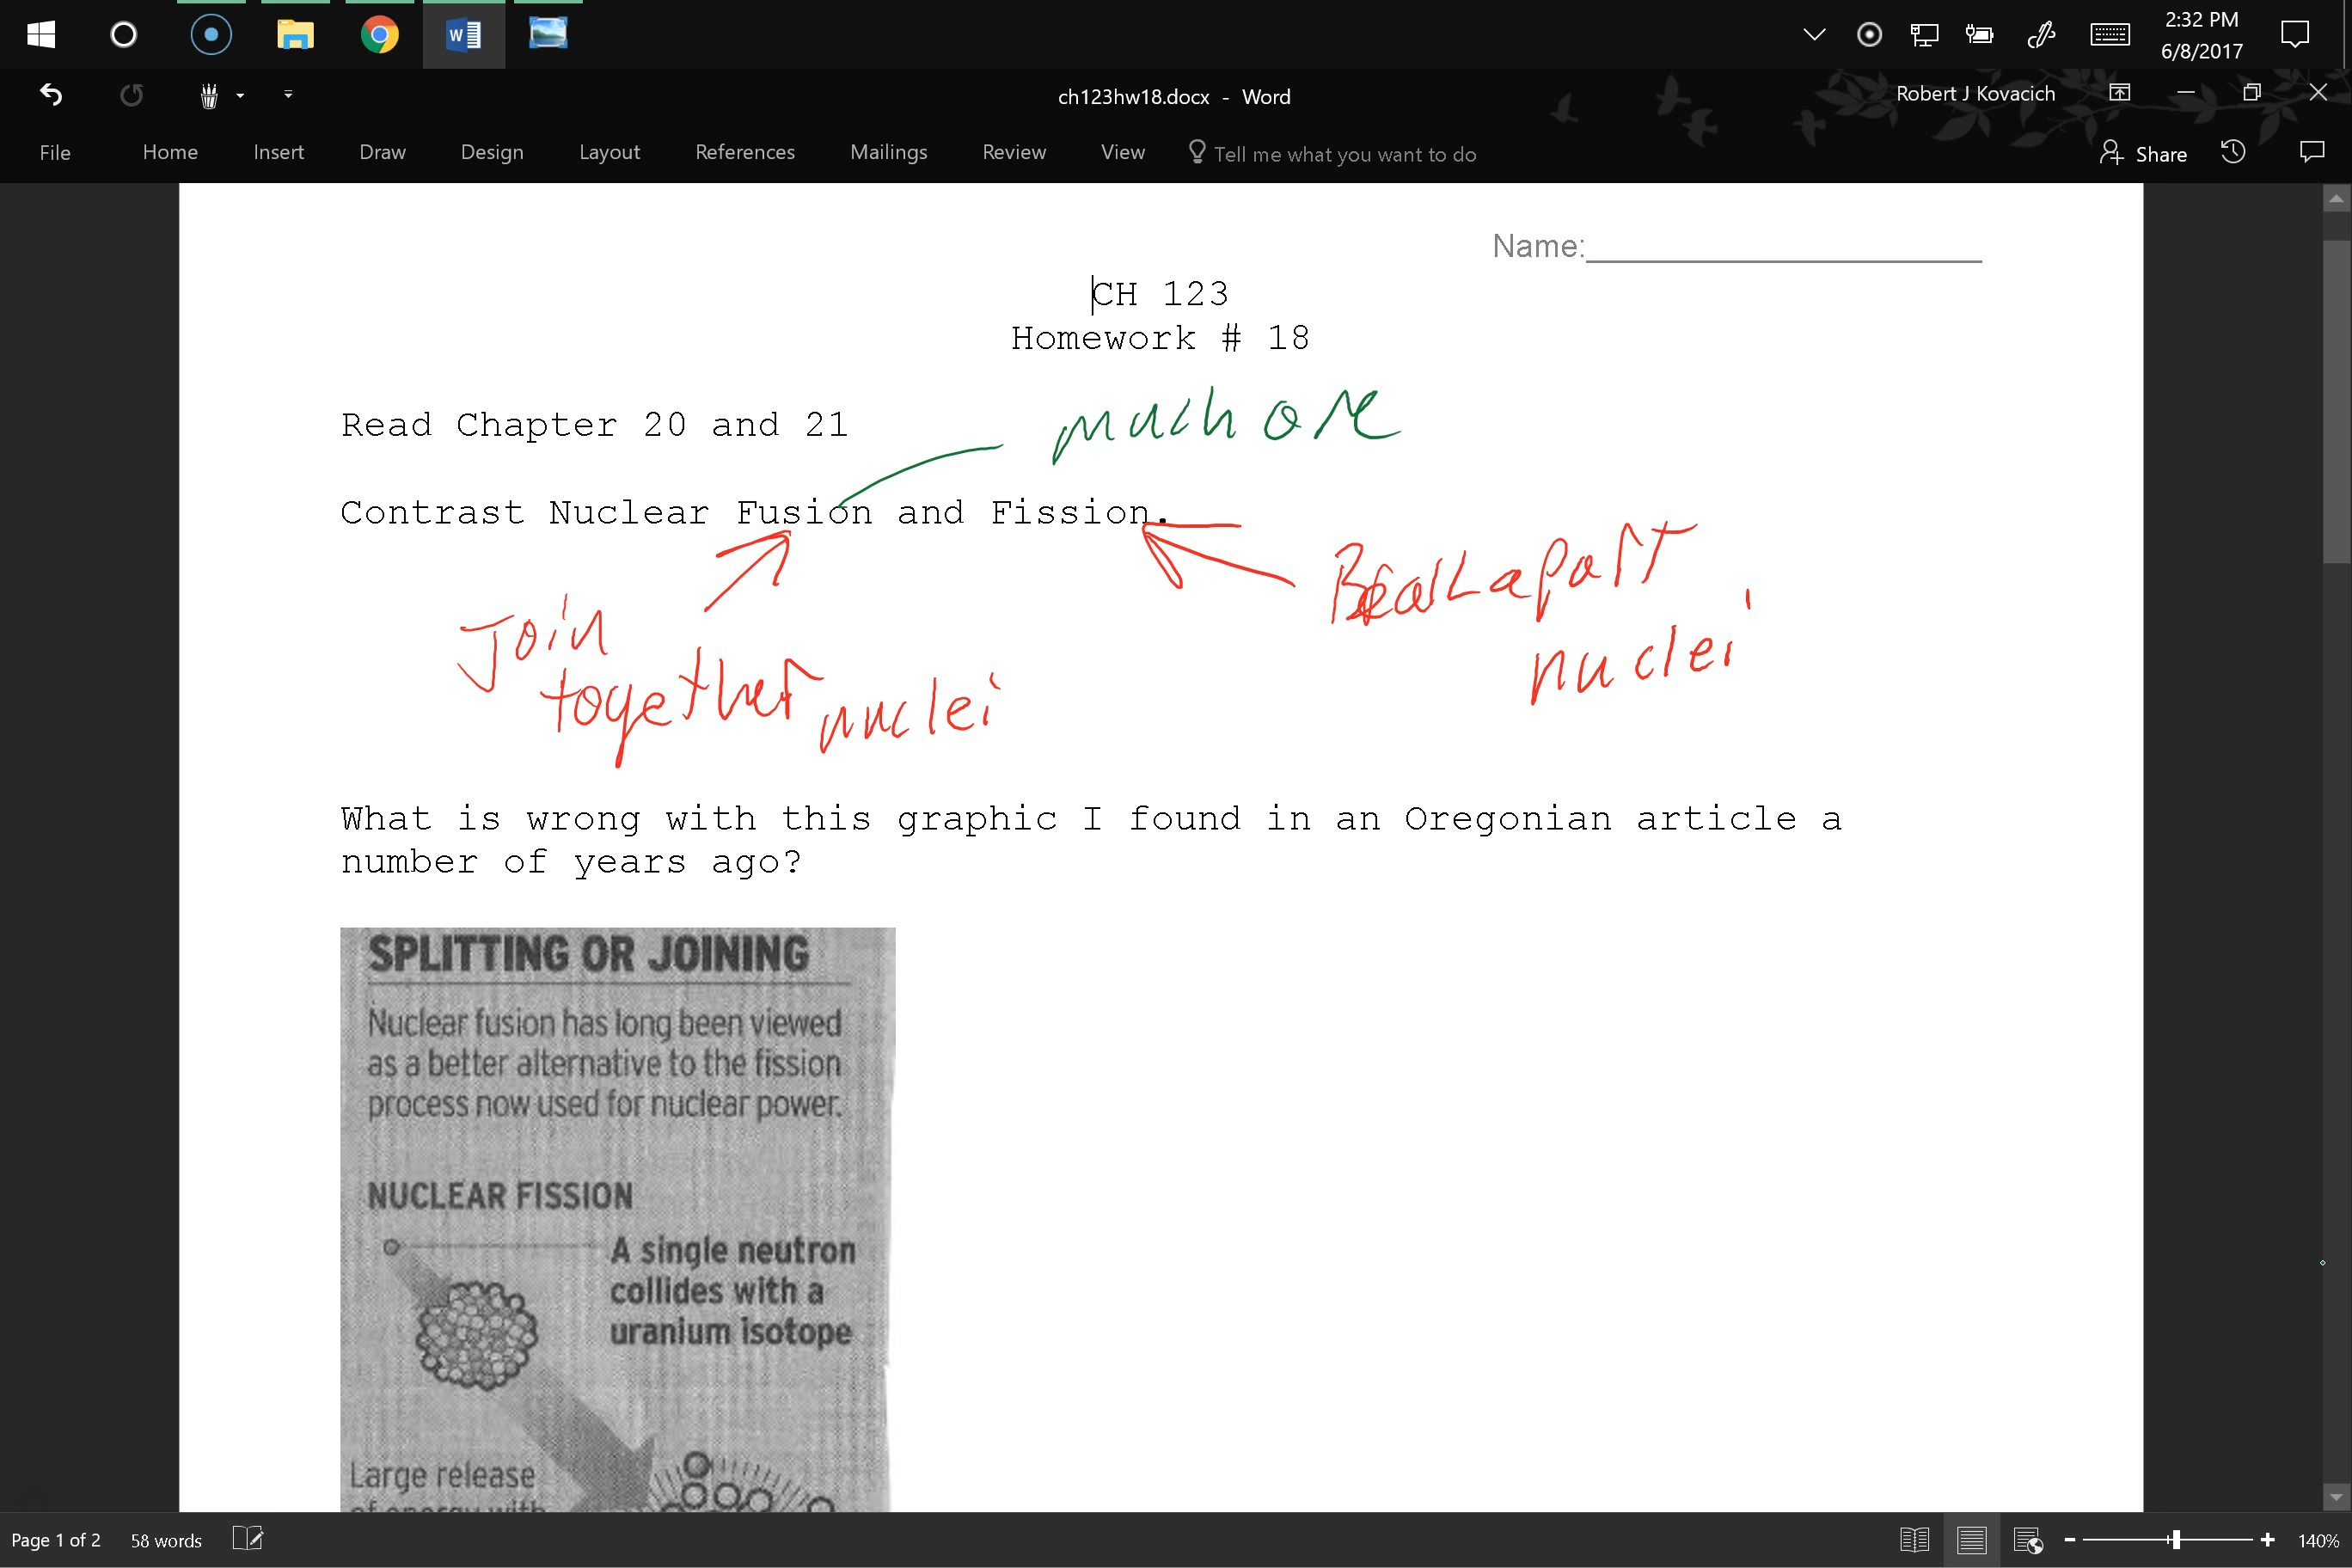 2:32 PM
6/8/2017
ch123hw18.docx - Word
Robert J Kovacich
File Home Insert Draw Design Layout References Mailings Review View Tell me what you want to do Share
Name:
CH 123
Homework # 18
Read Chapter 20 and 21
much ore
Contrast Nuclear Fusion and Fission.
Break apart
nuclei
Join
together nuclei
What is wrong with this graphic I found in an Oregonian article a
number of years ago?
SPLITTING OR JOINING
Nuclear fusion has long been viewed
as a better alternative to the fission
process now used for nuclear power.
NUCLEAR FISSION
A single neutron
collides with a
uranium isotope
Large release
of energy with
Page 1 of 2 58 words 140%